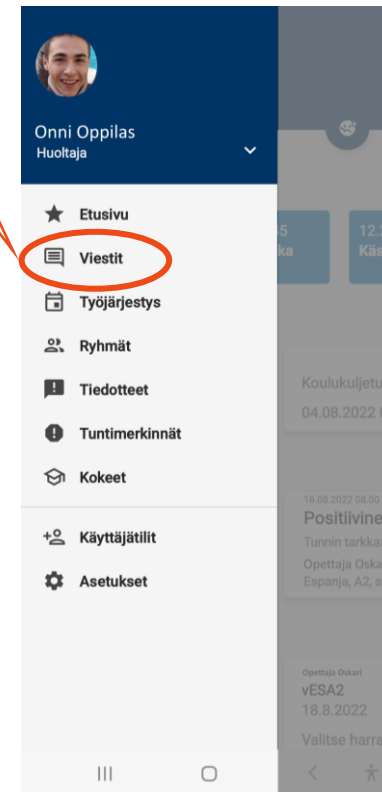 Onni Oppilas
Huoltaja
Etusivu
Viestit
Työjärjestys
Ryhmät
Tiedotteet
Tuntimerkinnät
Kokeet
Käyttäjätilit
Asetukset
Koulukuljetu
04.08.2022
18.08.2022 08.00
Positiivine
Tunnin tarkka
Opettaja Oska
Espanja, A2, s
Opettaja Oskari
vESA2
18.8.2022
Valitse harra